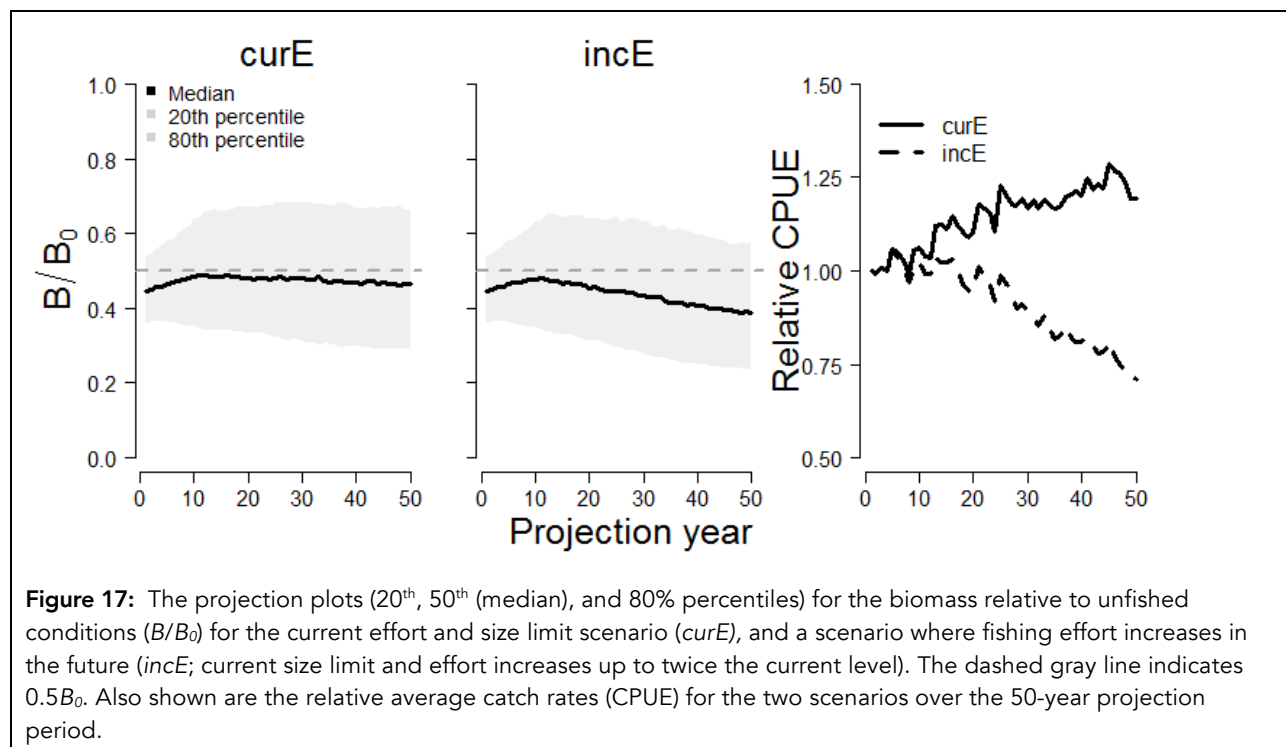 curE
incE
1.0
0.8
0.6
0.4
0.2
0.0
B / B₀
Median
20th percentile
80th percentile
0 10 20 30 40 50
0 10 20 30 40 50
Projection year
1.50
1.25
1.00
0.75
0.50
Relative CPUE
curE
incE
0 10 20 30 40 50
Figure 17: The projection plots (20th, 50th (median), and 80% percentiles) for the biomass relative to unfished
conditions (B/B₀) for the current effort and size limit scenario (curE), and a scenario where fishing effort increases in
the future (incE; current size limit and effort increases up to twice the current level). The dashed gray line indicates
0.5B₀. Also shown are the relative average catch rates (CPUE) for the two scenarios over the 50-year projection
period.